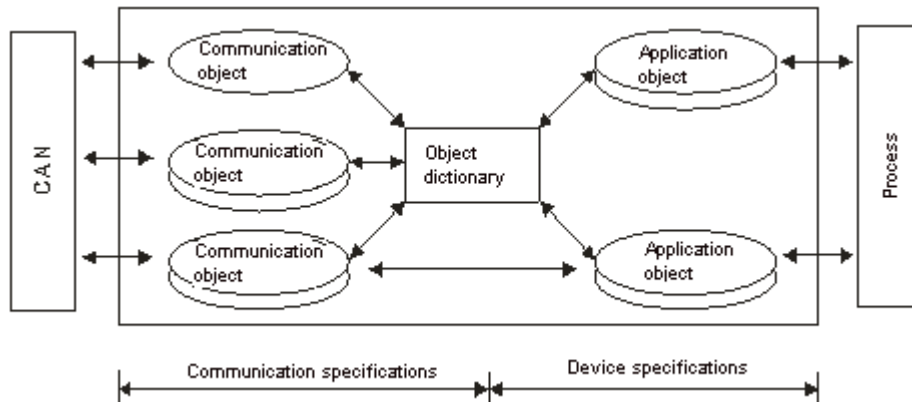 Communication
object
Application
object
CAN
Communication
object
Object
dictionary
Process
Communication
object
Application
object
Communication specifications
Device specifications